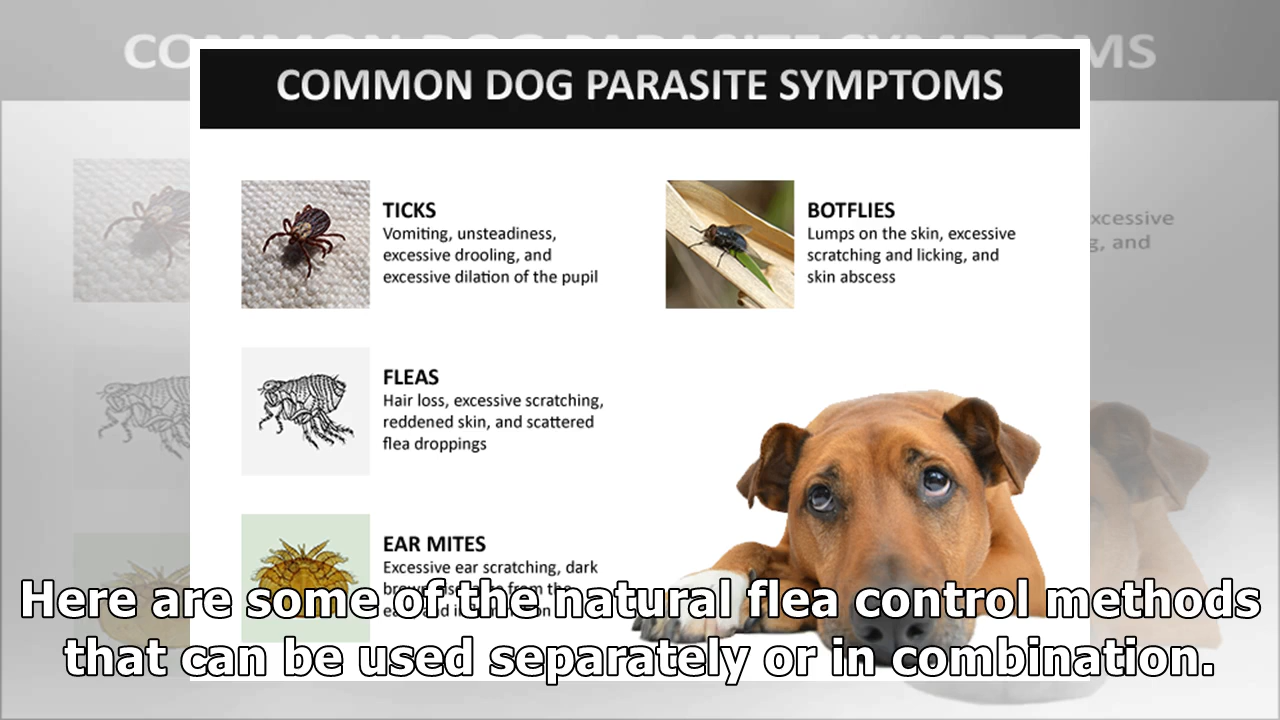 COMMON DOG PARASITE SYMPTOMS
TICKS
Vomiting, unsteadiness,
excessive drooling, and
excessive dilation of the pupil
BOTFLIES
Lumps on the skin, excessive
scratching and licking, and
skin abscess
FLEAS
Hair loss, excessive scratching,
reddened skin, and scattered
flea droppings
EAR MITES
Excessive ear scratching, dark
from the
Here are some of the natural flea control methods
that can be used separately or in combination.